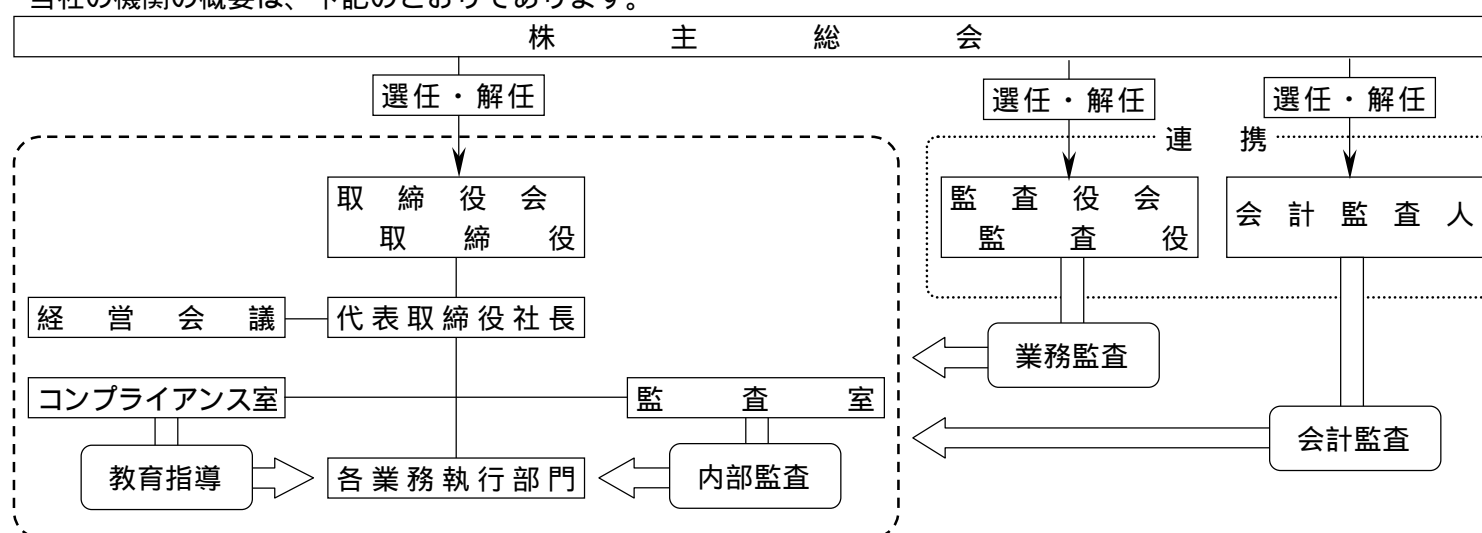 当社の機関の概要は、下記のとおりであります。
株主総会
選任・解任
選任・解任
選任・解任
連携
取締役会
取締役
監査役会
監査役
会計監査人
経営会議
代表取締役社長
業務監査
コンプライアンス室
監査室
会計監査
教育指導
各業務執行部門
内部監査